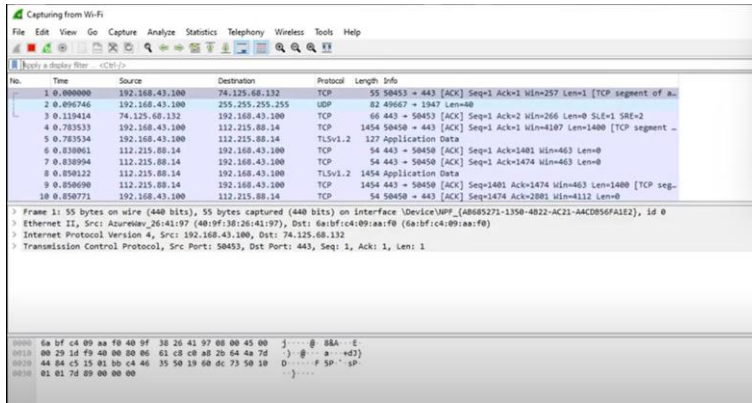 Capturing from Wi-Fi
File Edit View Go Capture Analyze Statistics Telephony Wireless Tools Help
Apply a display filter ... <Ctrl-/>
No. Time Source Destination Protocol Length Info
1 0.000000 192.168.43.100 74.125.68.132 TCP 55 50453 → 443 [ACK] Seq=1 Ack=1 Win=257 Len=1 [TCP segment of a…
2 0.096746 192.168.43.100 255.255.255.255 UDP 82 49667 → 1947 Len=40
3 0.119414 74.125.68.132 192.168.43.100 TCP 66 443 → 50453 [ACK] Seq=1 Ack=2 Win=266 Len=0 SLE=1 SRE=2
4 0.783533 192.168.43.100 112.215.88.14 TCP 1454 50450 → 443 [ACK] Seq=1 Ack=1 Win=4107 Len=1400 [TCP segment …
5 0.783534 192.168.43.100 112.215.88.14 TLSv1.2 127 Application Data
6 0.838061 112.215.88.14 192.168.43.100 TCP 54 443 → 50450 [ACK] Seq=1 Ack=1401 Win=463 Len=0
7 0.838994 112.215.88.14 192.168.43.100 TCP 54 443 → 50450 [ACK] Seq=1 Ack=1474 Win=463 Len=0
8 0.850122 112.215.88.14 192.168.43.100 TLSv1.2 1454 Application Data
9 0.850690 112.215.88.14 192.168.43.100 TCP 1454 443 → 50450 [ACK] Seq=1401 Ack=1474 Win=463 Len=1400 [TCP seg…
10 0.850771 192.168.43.100 112.215.88.14 TCP 54 50450 → 443 [ACK] Seq=1474 Ack=2801 Win=4112 Len=0
> Frame 1: 55 bytes on wire (440 bits), 55 bytes captured (440 bits) on interface \Device\NPF_{AB685271-1350-4B22-AC21-A4CDB56FA1E2}, id 0
> Ethernet II, Src: AzureWav_26:41:97 (40:9f:38:26:41:97), Dst: 6a:bf:c4:09:aa:f0 (6a:bf:c4:09:aa:f0)
> Internet Protocol Version 4, Src: 192.168.43.100, Dst: 74.125.68.132
> Transmission Control Protocol, Src Port: 50453, Dst Port: 443, Seq: 1, Ack: 1, Len: 1
0000 6a bf c4 09 aa f0 40 9f 38 26 41 97 08 00 45 00 j·····@· 8&A···E·
0010 00 29 1d f9 40 00 80 06 61 c8 c0 a8 2b 64 4a 7d ·)··@··· a···+dJ}
0020 44 84 c5 15 01 bb c4 46 35 50 19 60 dc 73 50 10 D······F 5P·`·sP·
0030 01 01 7d 89 00 00 00 ··}····